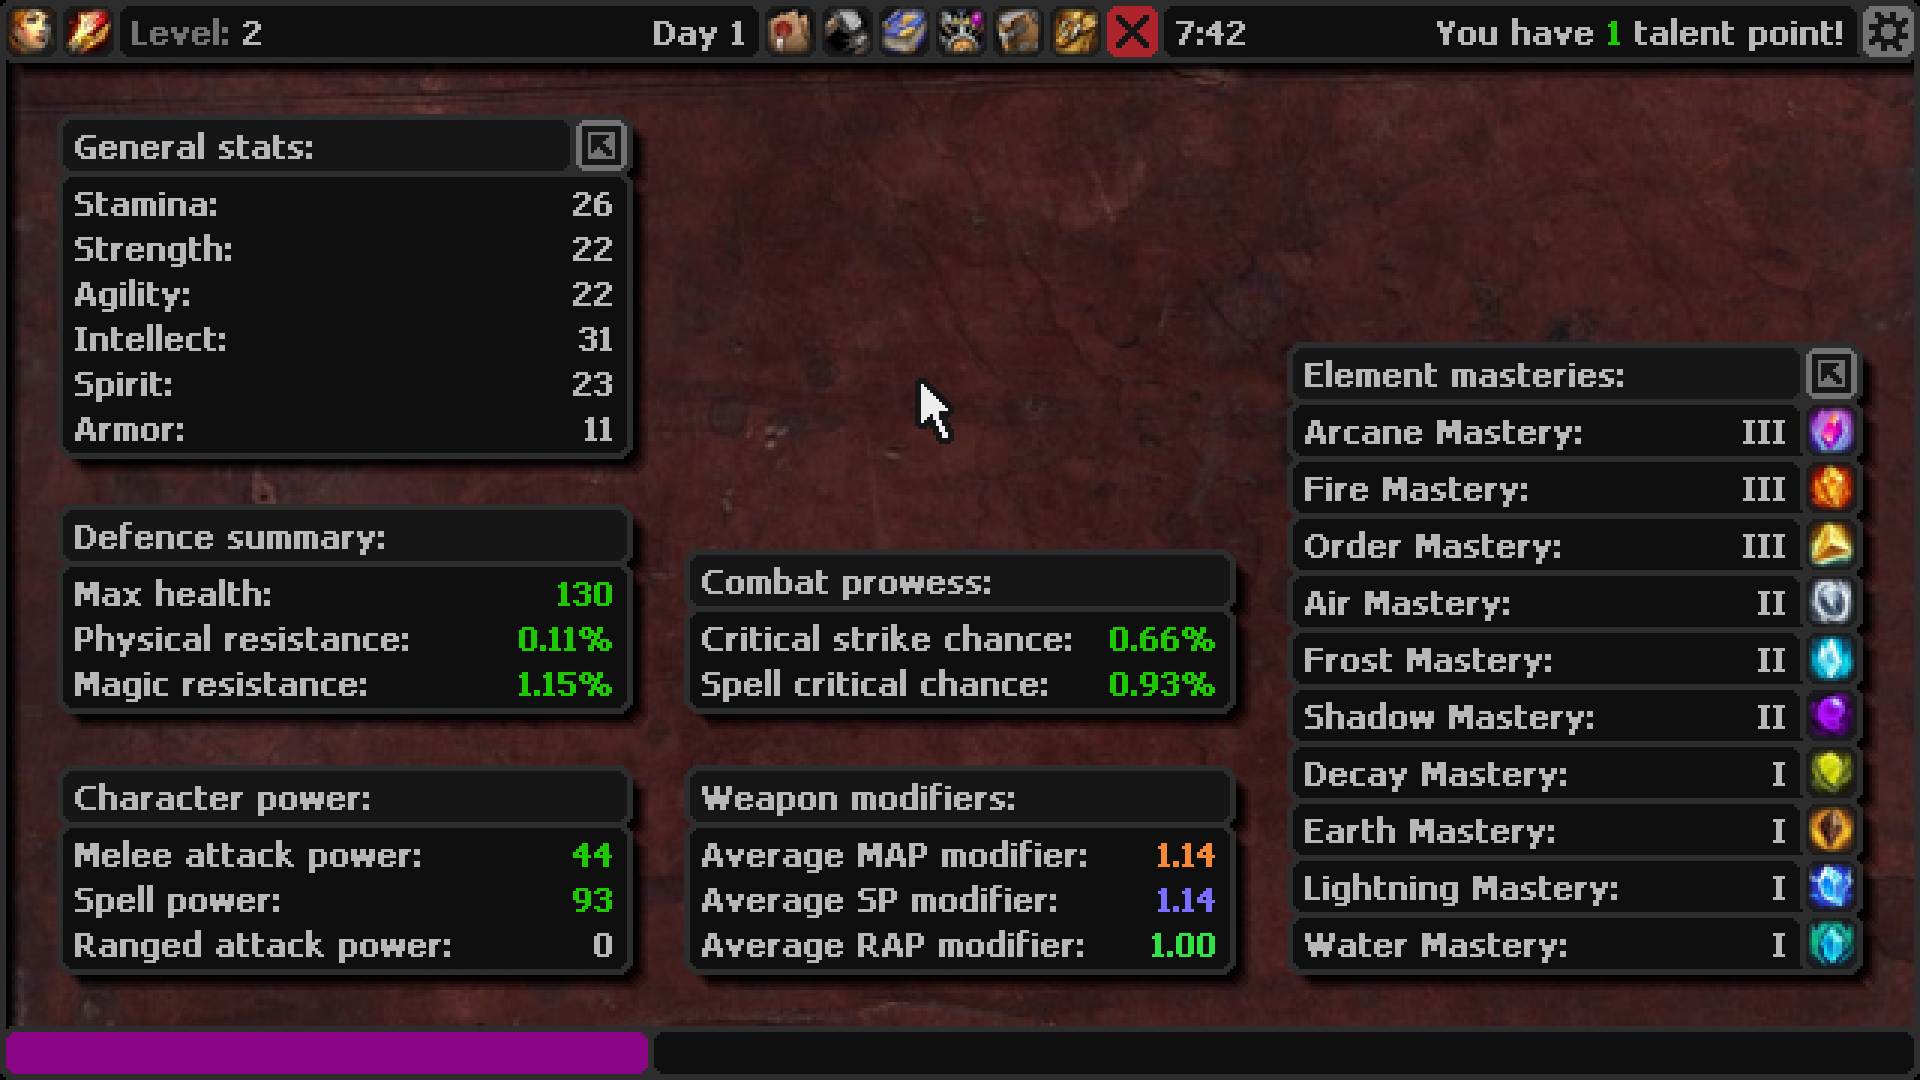 Level: 2
Day 1
7:42
You have 1 talent point!
General stats:
Stamina: 26
Strength: 22
Agility: 22
Intellect: 31
Spirit: 23
Armor: 11
Defence summary:
Max health: 130
Physical resistance: 0.11%
Magic resistance: 1.15%
Character power:
Melee attack power: 44
Spell power: 93
Ranged attack power: 0
Combat prowess:
Critical strike chance: 0.66%
Spell critical chance: 0.93%
Weapon modifiers:
Average MAP modifier: 1.14
Average SP modifier: 1.14
Average RAP modifier: 1.00
Element masteries:
Arcane Mastery: III
Fire Mastery: III
Order Mastery: III
Air Mastery: II
Frost Mastery: II
Shadow Mastery: II
Decay Mastery: I
Earth Mastery: I
Lightning Mastery: I
Water Mastery: I